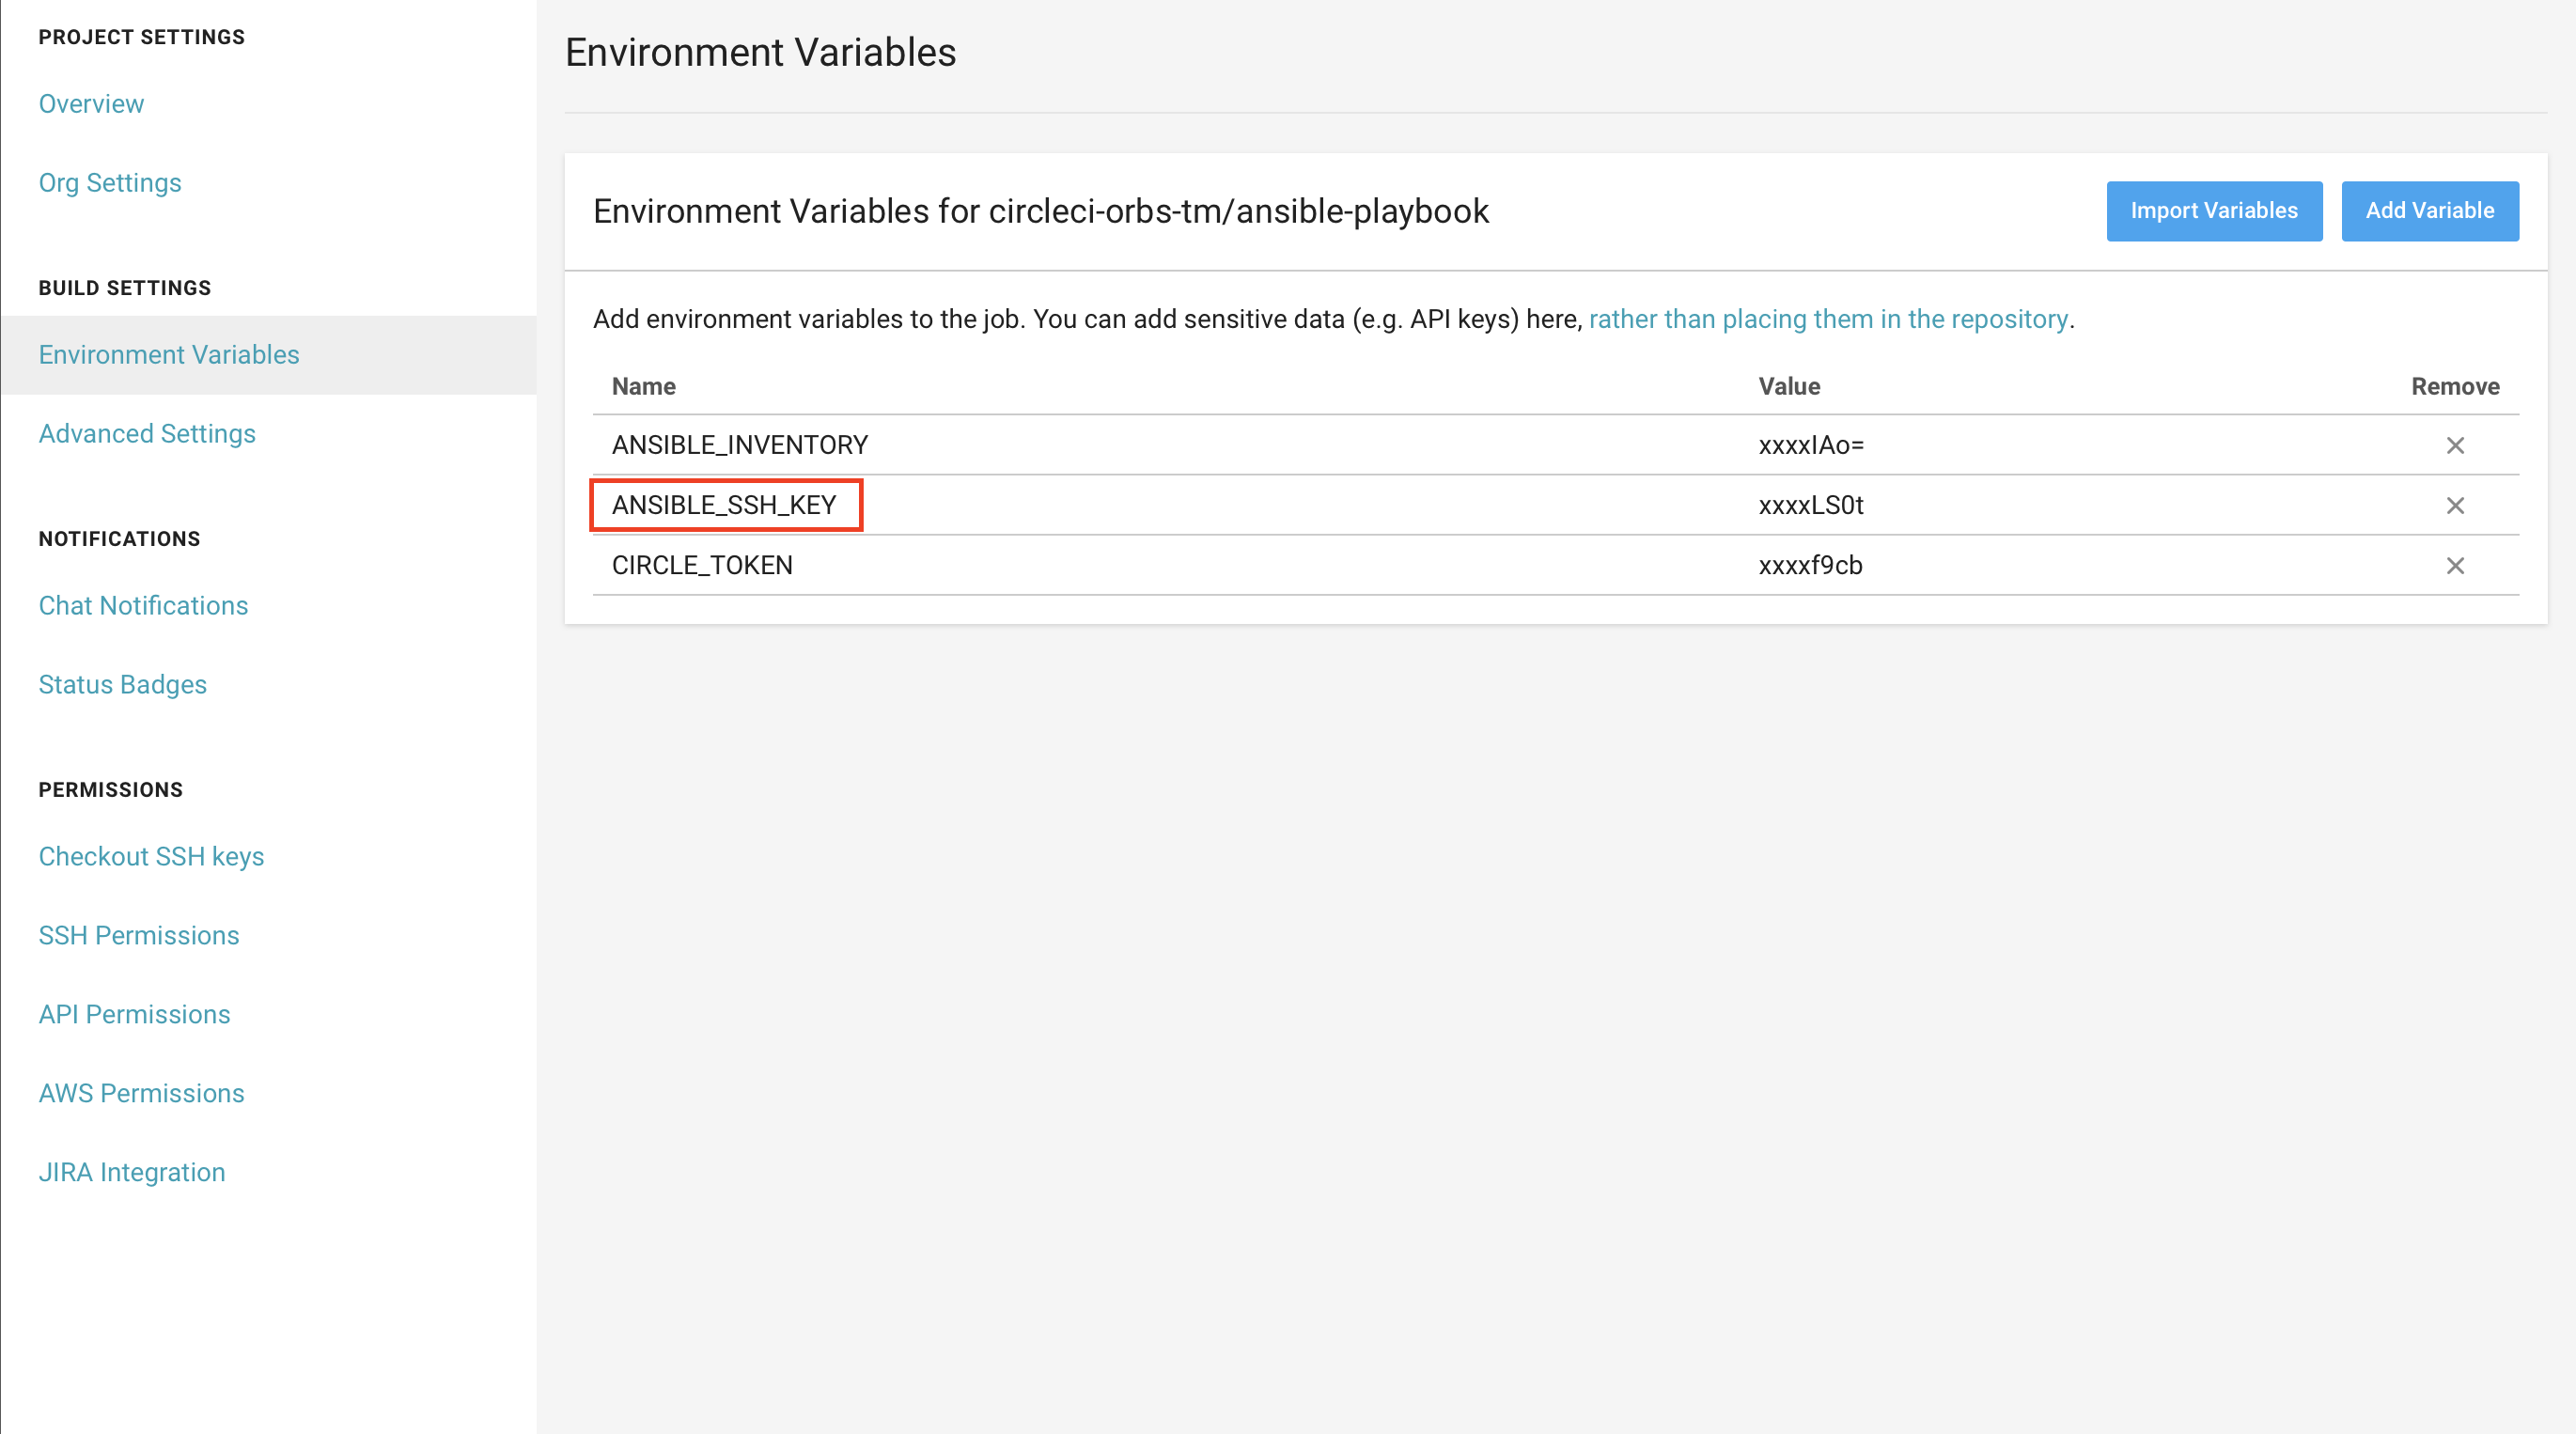 PROJECT SETTINGS
Overview
Org Settings
BUILD SETTINGS
Environment Variables
Advanced Settings
NOTIFICATIONS
Chat Notifications
Status Badges
PERMISSIONS
Checkout SSH keys
SSH Permissions
API Permissions
AWS Permissions
JIRA Integration
Environment Variables
Environment Variables for circleci-orbs-tm/ansible-playbook
Import Variables
Add Variable
Add environment variables to the job. You can add sensitive data (e.g. API keys) here, rather than placing them in the repository.
Name Value Remove
ANSIBLE_INVENTORY xxxxIAo=
ANSIBLE_SSH_KEY xxxxLS0t
CIRCLE_TOKEN xxxxf9cb